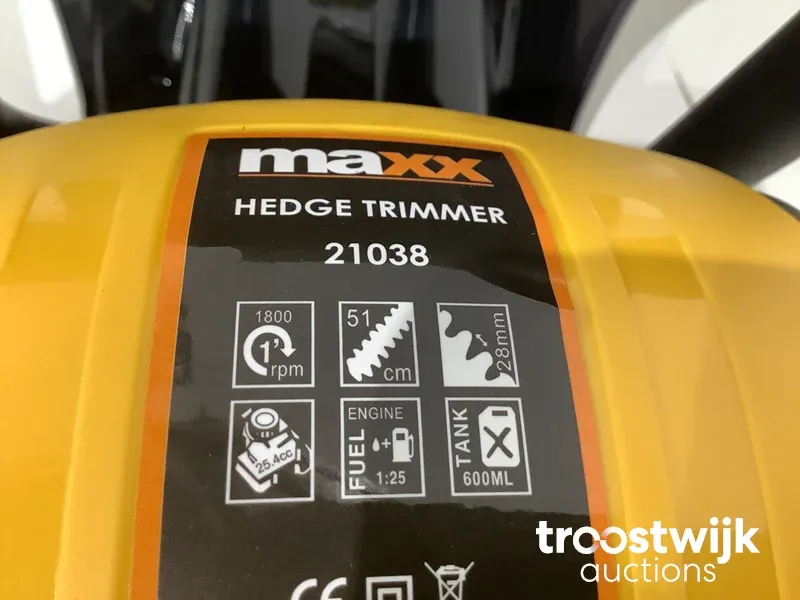 maxx
HEDGE TRIMMER
21038
1800
1'
rpm
51
cm
28mm
25.4cc
ENGINE
FUEL
+
1:25
TANK
600ML
CE
troostwijk
auctions